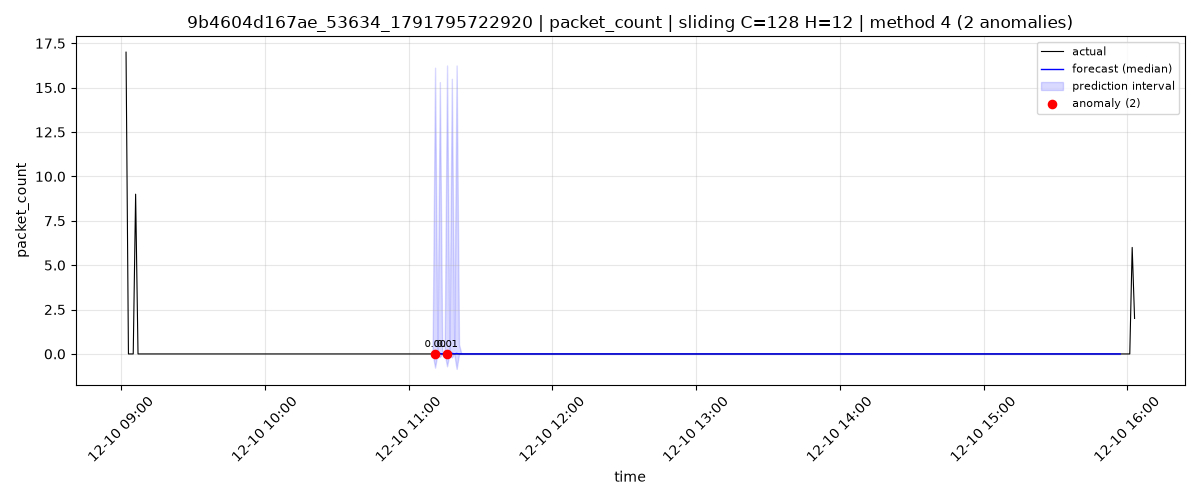 9b4604d167ae_53634_1791795722920 | packet_count | sliding C=128 H=12 | method 4 (2 anomalies)
17.5
15.0
12.5
10.0
7.5
5.0
2.5
0.0
packet_count
actual
forecast (median)
prediction interval
anomaly (2)
12-10 09:00
12-10 10:00
12-10 11:00
12-10 12:00
12-10 13:00
12-10 14:00
12-10 15:00
12-10 16:00
time